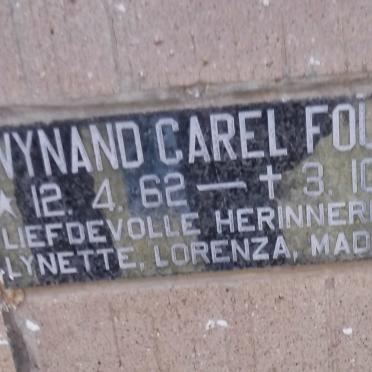 WYNAND CAREL FOU
★ 12. 4. 62 — † 3. 10
LIEFDEVOLLE HERINNERI
LYNETTE, LORENZA, MAD